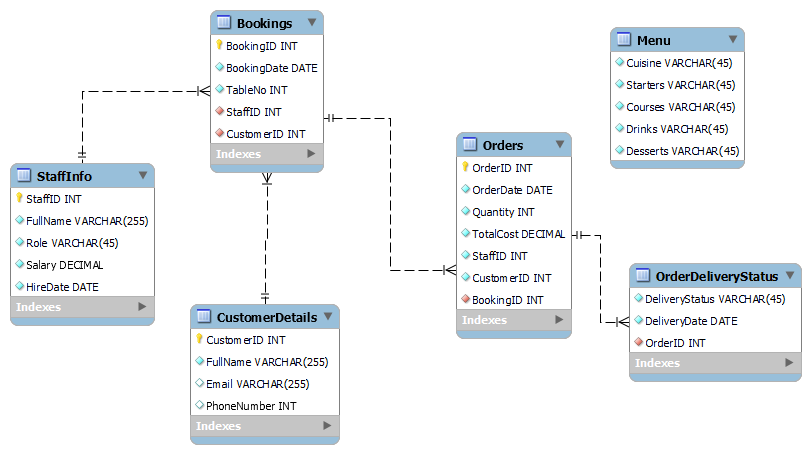 Bookings
BookingID INT
BookingDate DATE
TableNo INT
StaffID INT
CustomerID INT
Indexes
Menu
Cuisine VARCHAR(45)
Starters VARCHAR(45)
Courses VARCHAR(45)
Drinks VARCHAR(45)
Desserts VARCHAR(45)
StaffInfo
StaffID INT
FullName VARCHAR(255)
Role VARCHAR(45)
Salary DECIMAL
HireDate DATE
Indexes
Orders
OrderID INT
OrderDate DATE
Quantity INT
TotalCost DECIMAL
StaffID INT
CustomerID INT
BookingID INT
Indexes
OrderDeliveryStatus
DeliveryStatus VARCHAR(45)
DeliveryDate DATE
OrderID INT
Indexes
CustomerDetails
CustomerID INT
FullName VARCHAR(255)
Email VARCHAR(255)
PhoneNumber INT
Indexes